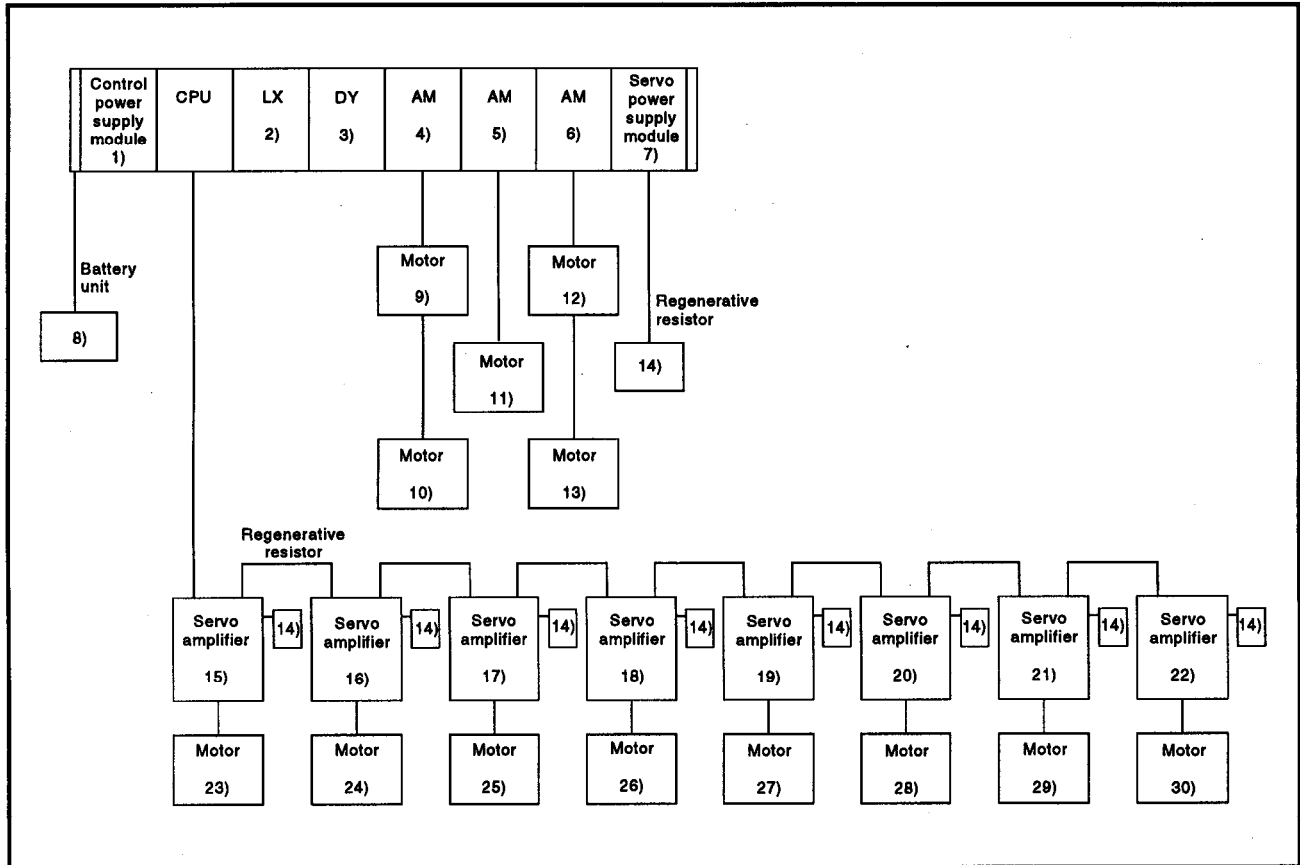 Control
power
supply
module
1)
CPU
LX
2)
DY
3)
AM
4)
AM
5)
AM
6)
Servo
power
supply
module
7)
Battery
unit
8)
Motor
9)
Motor
12)
Regenerative
resistor
14)
Motor
11)
Motor
10)
Motor
13)
Regenerative
resistor
Servo
amplifier
15)
14)
Servo
amplifier
16)
14)
Servo
amplifier
17)
14)
Servo
amplifier
18)
14)
Servo
amplifier
19)
14)
Servo
amplifier
20)
14)
Servo
amplifier
21)
14)
Servo
amplifier
22)
14)
Motor
23)
Motor
24)
Motor
25)
Motor
26)
Motor
27)
Motor
28)
Motor
29)
Motor
30)